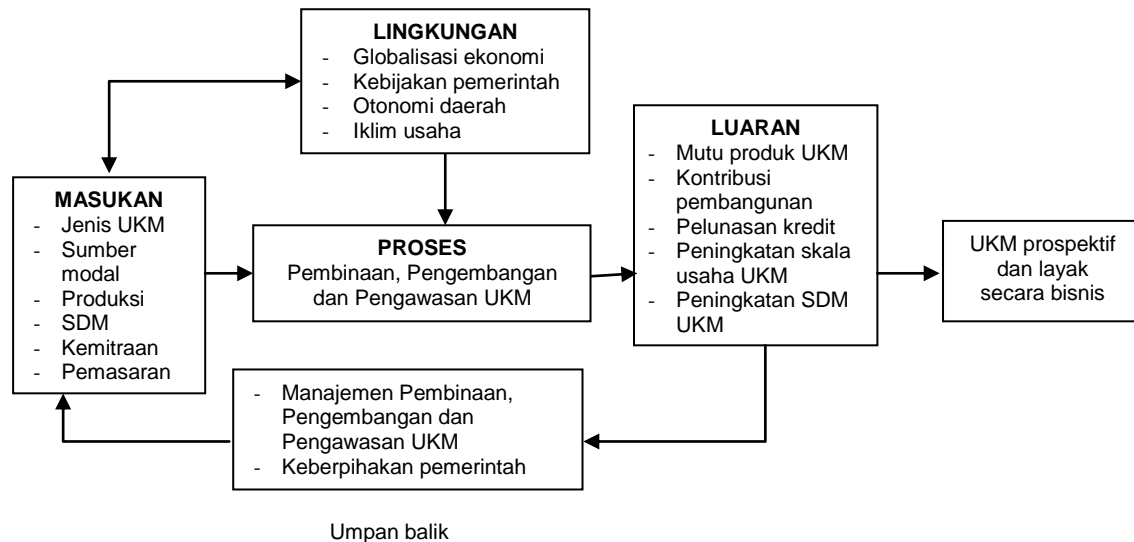 LINGKUNGAN
- Globalisasi ekonomi
- Kebijakan pemerintah
- Otonomi daerah
- Iklim usaha
MASUKAN
- Jenis UKM
- Sumber
modal
- Produksi
- SDM
- Kemitraan
- Pemasaran
PROSES
Pembinaan, Pengembangan
dan Pengawasan UKM
LUARAN
- Mutu produk UKM
- Kontribusi
pembangunan
- Pelunasan kredit
- Peningkatan skala
usaha UKM
- Peningkatan SDM
UKM
UKM prospektif
dan layak
secara bisnis
- Manajemen Pembinaan,
Pengembangan dan
Pengawasan UKM
- Keberpihakan pemerintah
Umpan balik